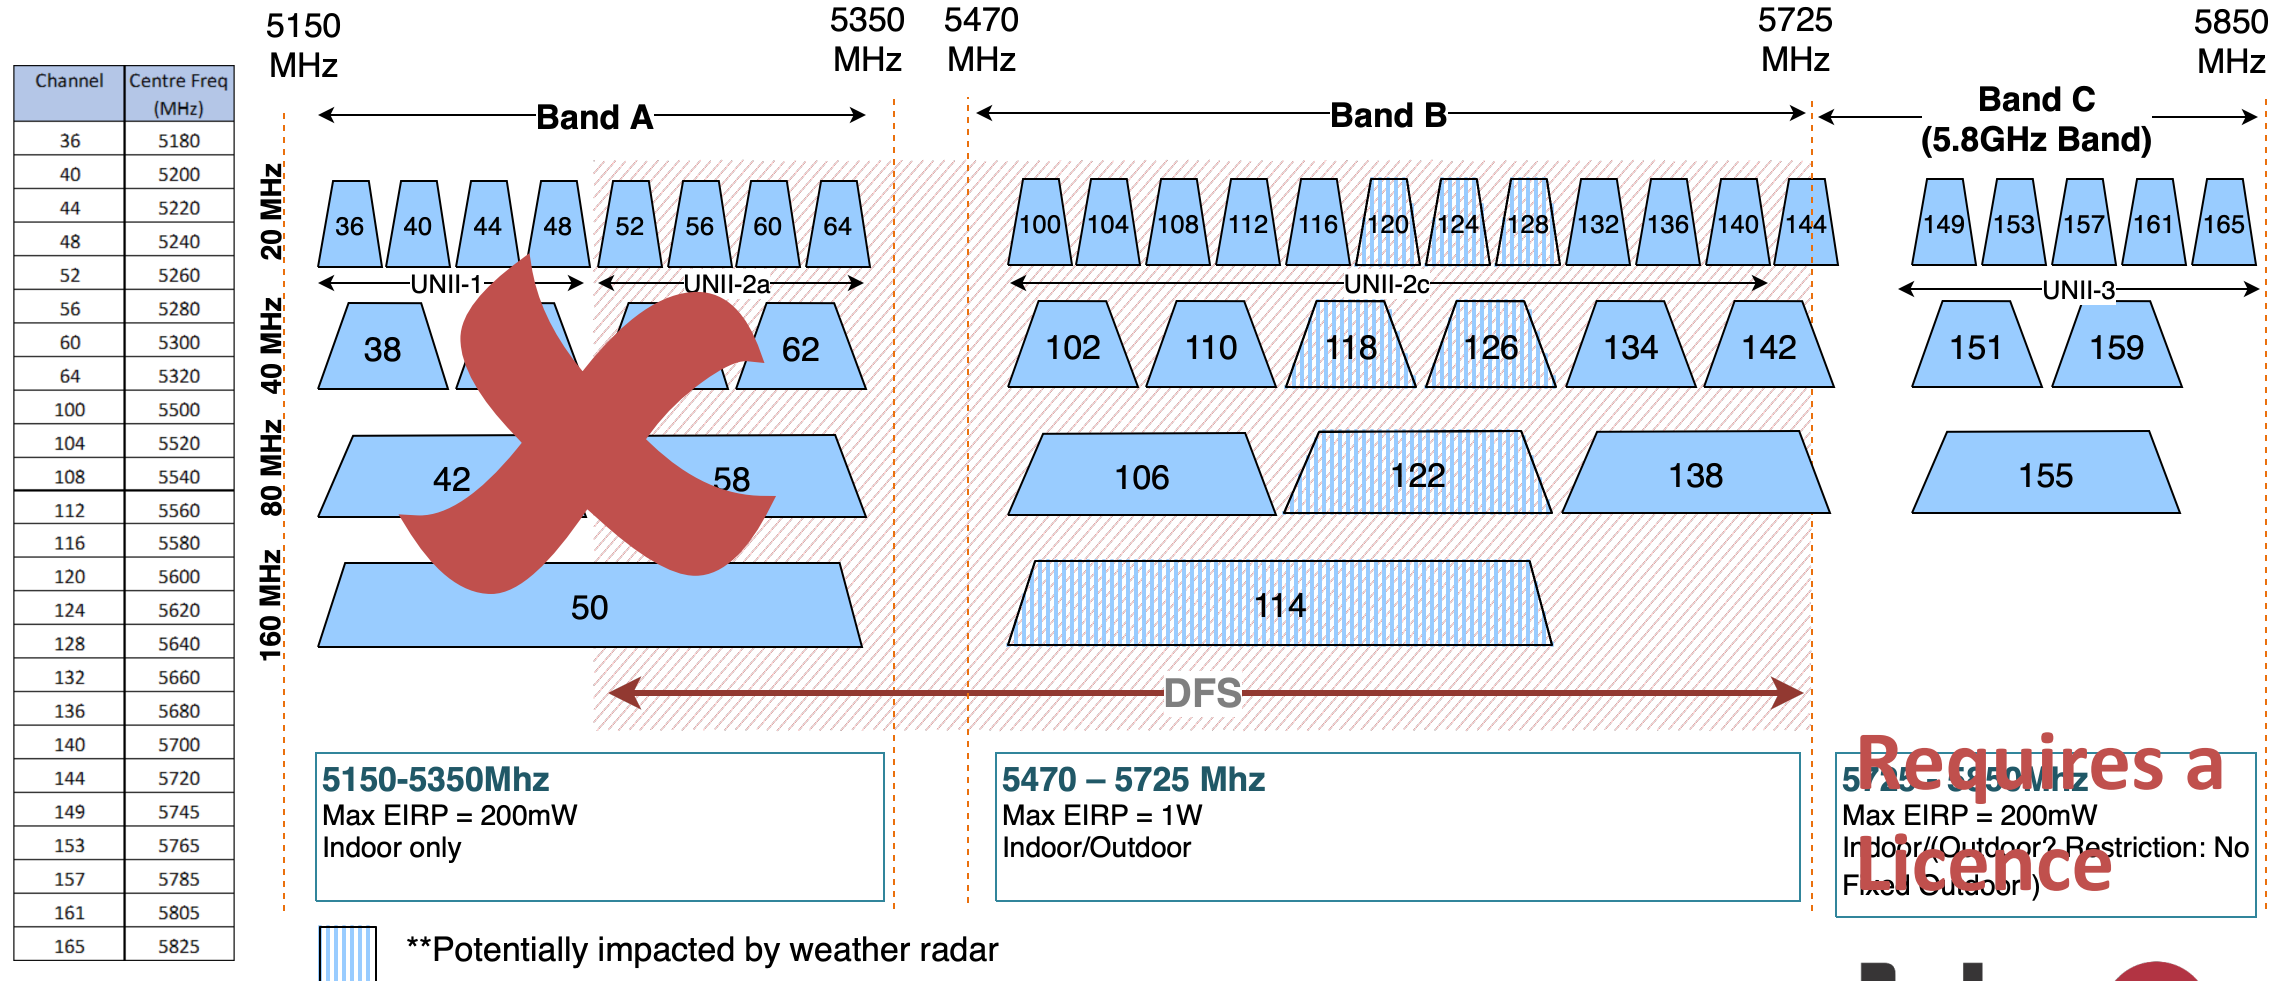 5150
MHz
5350
MHz
5470
MHz
5725
MHz
5850
MHz
Channel Centre Freq
(MHz)
36 5180
40 5200
44 5220
48 5240
52 5260
56 5280
60 5300
64 5320
100 5500
104 5520
108 5540
112 5560
116 5580
120 5600
124 5620
128 5640
132 5660
136 5680
140 5700
144 5720
149 5745
153 5765
157 5785
161 5805
165 5825
Band A
Band B
Band C
(5.8GHz Band)
20 MHz
36 40 44 48 52 56 60 64 100 104 108 112 116 120 124 128 132 136 140 144 149 153 157 161 165
UNII-1 UNII-2a UNII-2c UNII-3
40 MHz
38 62 102 110 118 126 134 142 151 159
80 MHz
42 58 106 122 138 155
160 MHz
50 114
DFS
5150-5350Mhz
Max EIRP = 200mW
Indoor only
5470 – 5725 Mhz
Max EIRP = 1W
Indoor/Outdoor
5725 - 5850Mhz
Max EIRP = 200mW
Indoor/(Outdoor? Restriction: No
Fixed Outdoor )
Requires a
Licence
**Potentially impacted by weather radar